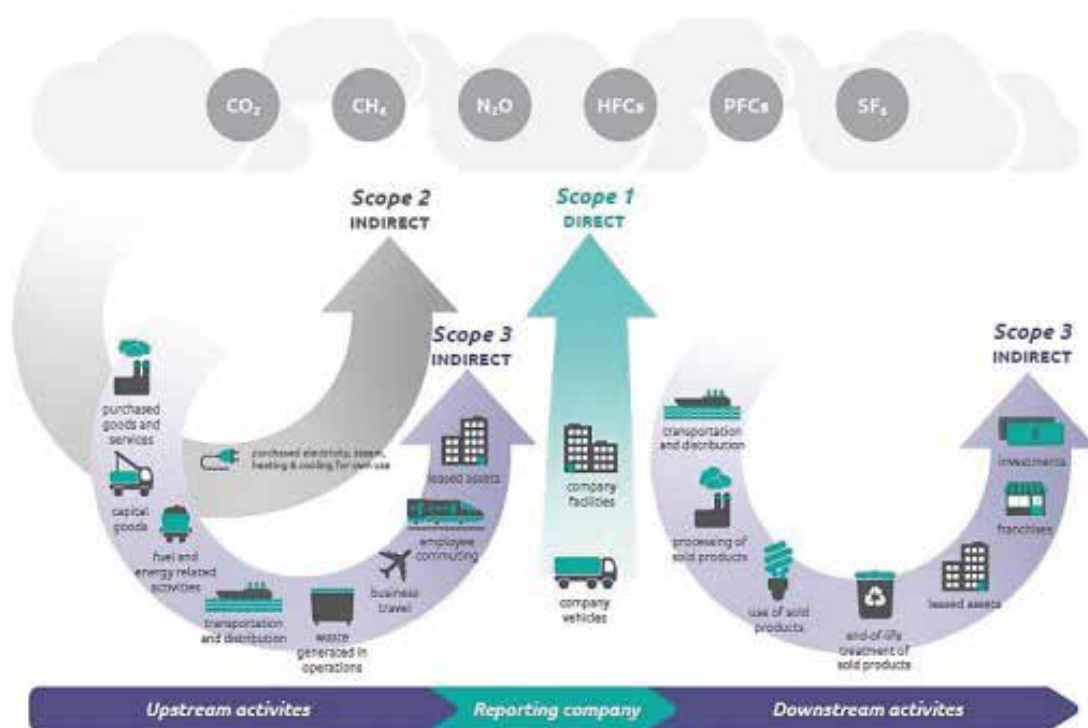 CO₂
CH₄
N₂O
HFCs
PFCs
SF₆
Scope 2
INDIRECT
Scope 1
DIRECT
Scope 3
INDIRECT
Scope 3
INDIRECT
purchased
goods and
services
capital
goods
fuel and
energy related
activities
transportation
and distribution
waste
generated in
operations
business
travel
employee
commuting
leased assets
purchased electricity, steam,
heating & cooling for own use
company
facilities
company
vehicles
transportation
and distribution
processing of
sold products
use of sold
products
end-of-life
treatment of
sold products
leased assets
franchises
investments
Upstream activites
Reporting company
Downstream activites